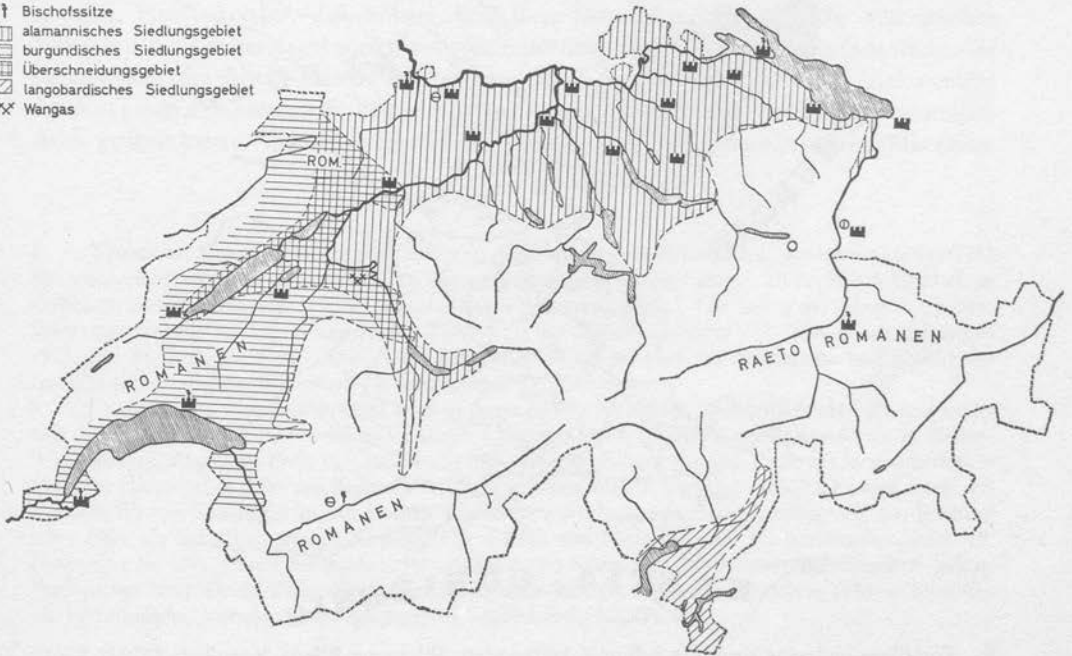 Bischofssitze
alamannisches Siedlungsgebiet
burgundisches Siedlungsgebiet
Überschneidungsgebiet
langobardisches Siedlungsgebiet
Wangas
ROM.
ROMANEN
RAETO ROMANEN
ROMANEN